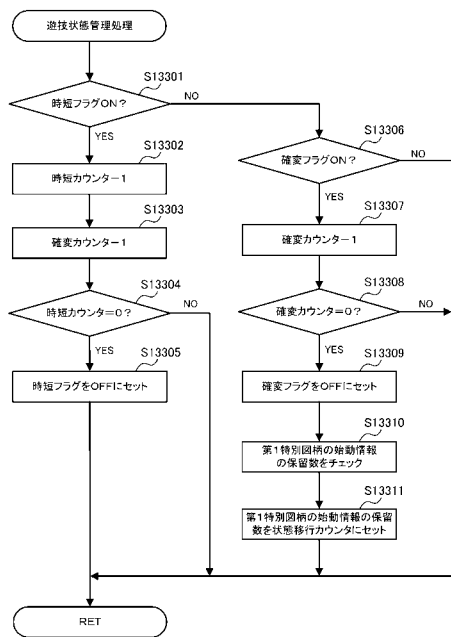 遊技状態管理処理
S13301
時短フラグON?
NO
YES
S13302
時短カウンター1
S13303
確変カウンター1
S13304
時短カウンタ=0?
NO
YES
S13305
時短フラグをOFFにセット
S13306
確変フラグON?
NO
YES
S13307
確変カウンター1
S13308
確変カウンタ=0?
NO
YES
S13309
確変フラグをOFFにセット
S13310
第1特別図柄の始動情報
の保留数をチェック
S13311
第1特別図柄の始動情報の保留
数を状態移行カウンタにセット
RET